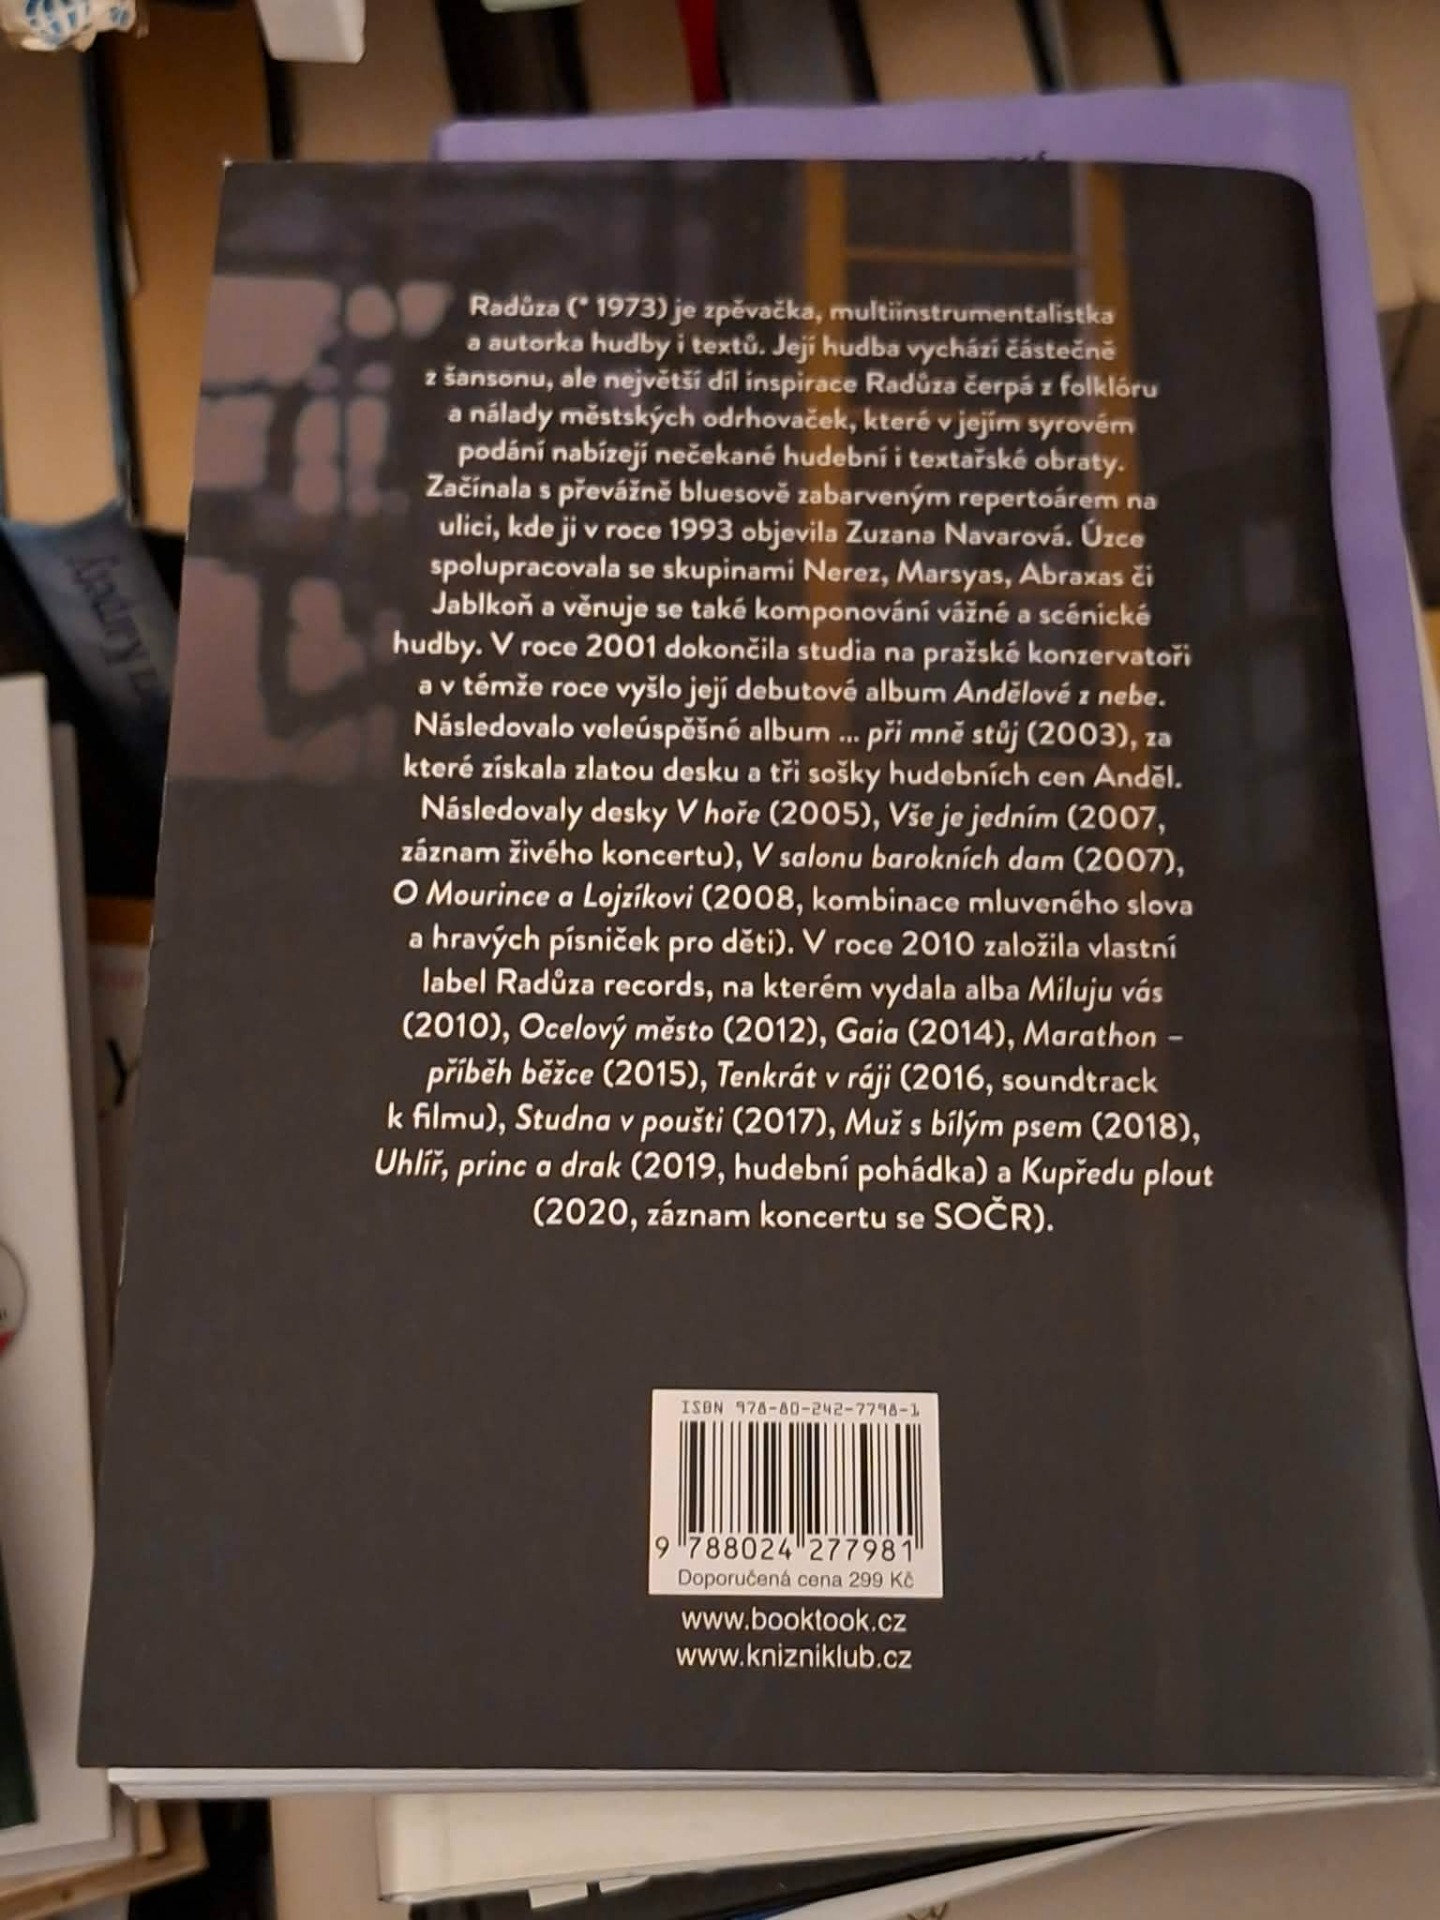 Radůza (* 1973) je zpěvačka, multiinstrumentalistka
a autorka hudby i textů. Její hudba vychází částečně
z šansonu, ale největší díl inspirace Radůza čerpá z folklóru
a nálady městských odrhovaček, které v jejím syrovém
podání nabízejí nečekané hudební i textařské obraty.
Začínala s převážně bluesově zabarveným repertoárem na
ulici, kde ji v roce 1993 objevila Zuzana Navarová. Úzce
spolupracovala se skupinami Nerez, Marsyas, Abraxas či
Jablkoň a věnuje se také komponování vážné a scénické
hudby. V roce 2001 dokončila studia na pražské konzervatoři
a v témže roce vyšlo její debutové album Andělové z nebe.
Následovalo veleúspěšné album ... při mně stůj (2003), za
které získala zlatou desku a tři sošky hudebních cen Anděl.
Následovaly desky V hoře (2005), Vše je jedním (2007,
záznam živého koncertu), V salonu barokních dam (2007),
O Mourince a Lojzíkovi (2008, kombinace mluveného slova
a hravých písniček pro děti). V roce 2010 založila vlastní
label Radůza records, na kterém vydala alba Miluju vás
(2010), Ocelový město (2012), Gaia (2014), Marathon –
příběh běžce (2015), Tenkrát v ráji (2016, soundtrack
k filmu), Studna v poušti (2017), Muž s bílým psem (2018),
Uhlíř, princ a drak (2019, hudební pohádka) a Kupředu plout
(2020, záznam koncertu se SOČR).
ISBN 978-80-242-7798-1
9 788024 277981
Doporučená cena 299 Kč
www.booktook.cz
www.knizniklub.cz